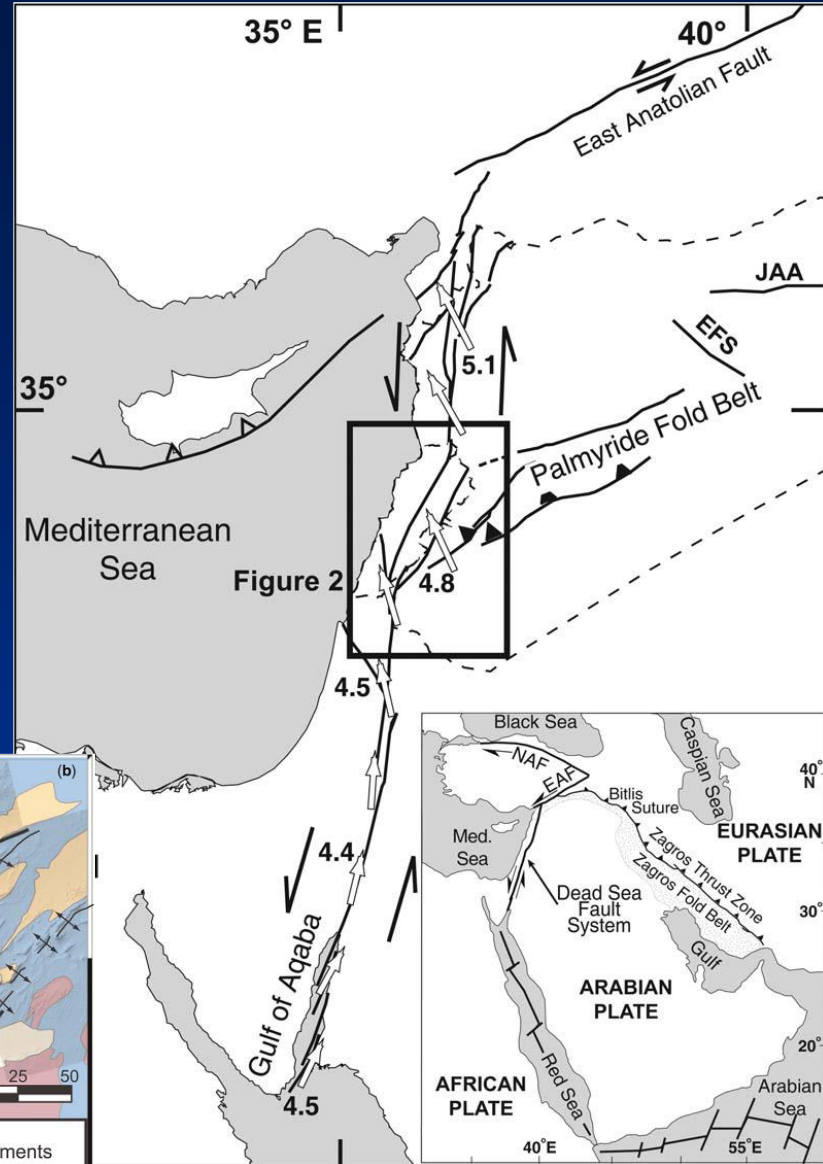 35° E
40°
East Anatolian Fault
JAA
EFS
5.1
35°
Palmyride Fold Belt
Mediterranean
Sea
Figure 2
4.8
4.5
4.4
Gulf of Aqaba
4.5
Black Sea
Caspian Sea
NAF
EAF
40°
N
Bitlis
Suture
Med.
Sea
EURASIAN
PLATE
Zagros Thrust Zone
Zagros Fold Belt
Dead Sea
Fault
System
30°
Gulf
ARABIAN
PLATE
20°
Red Sea
AFRICAN
PLATE
Arabian
Sea
40°E
55°E
(b)
25 50
ments